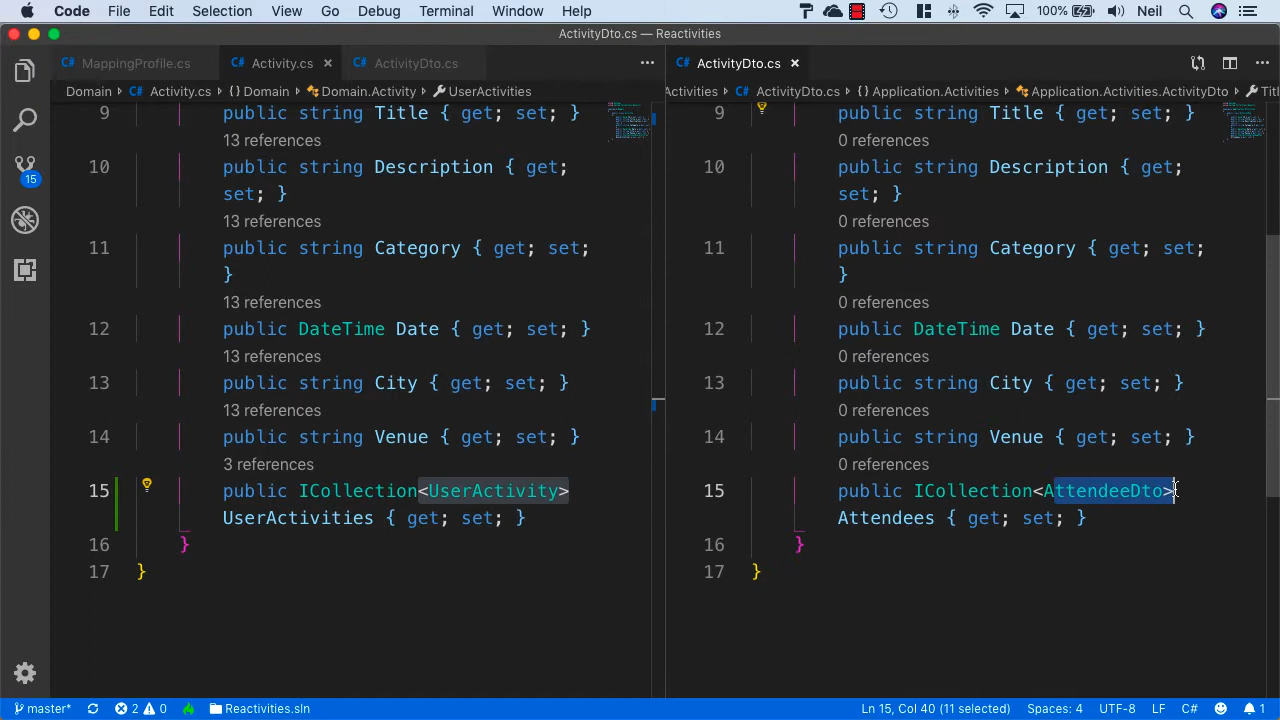 Code File Edit Selection View Go Debug Terminal Window Help 100% Neil
ActivityDto.cs — Reactivities
C# MappingProfile.cs C# Activity.cs × C# ActivityDto.cs ···
Domain › C# Activity.cs › {} Domain › Domain.Activity › UserActivities
9 public string Title { get; set; }
13 references
10 public string Description { get;
set; }
13 references
11 public string Category { get; set;
}
13 references
12 public DateTime Date { get; set; }
13 references
13 public string City { get; set; }
13 references
14 public string Venue { get; set; }
3 references
15 public ICollection<UserActivity>
UserActivities { get; set; }
16 }
17 }
C# ActivityDto.cs × ···
Activities › C# ActivityDto.cs › {} Application.Activities › Application.Activities.ActivityDto › Titl
9 public string Title { get; set; }
0 references
10 public string Description { get;
set; }
0 references
11 public string Category { get; set;
}
0 references
12 public DateTime Date { get; set; }
0 references
13 public string City { get; set; }
0 references
14 public string Venue { get; set; }
0 references
15 public ICollection<AttendeeDto>
Attendees { get; set; }
16 }
17 }
15
master* 2 0 Reactivities.sln Ln 15, Col 40 (11 selected) Spaces: 4 UTF-8 LF C# 1